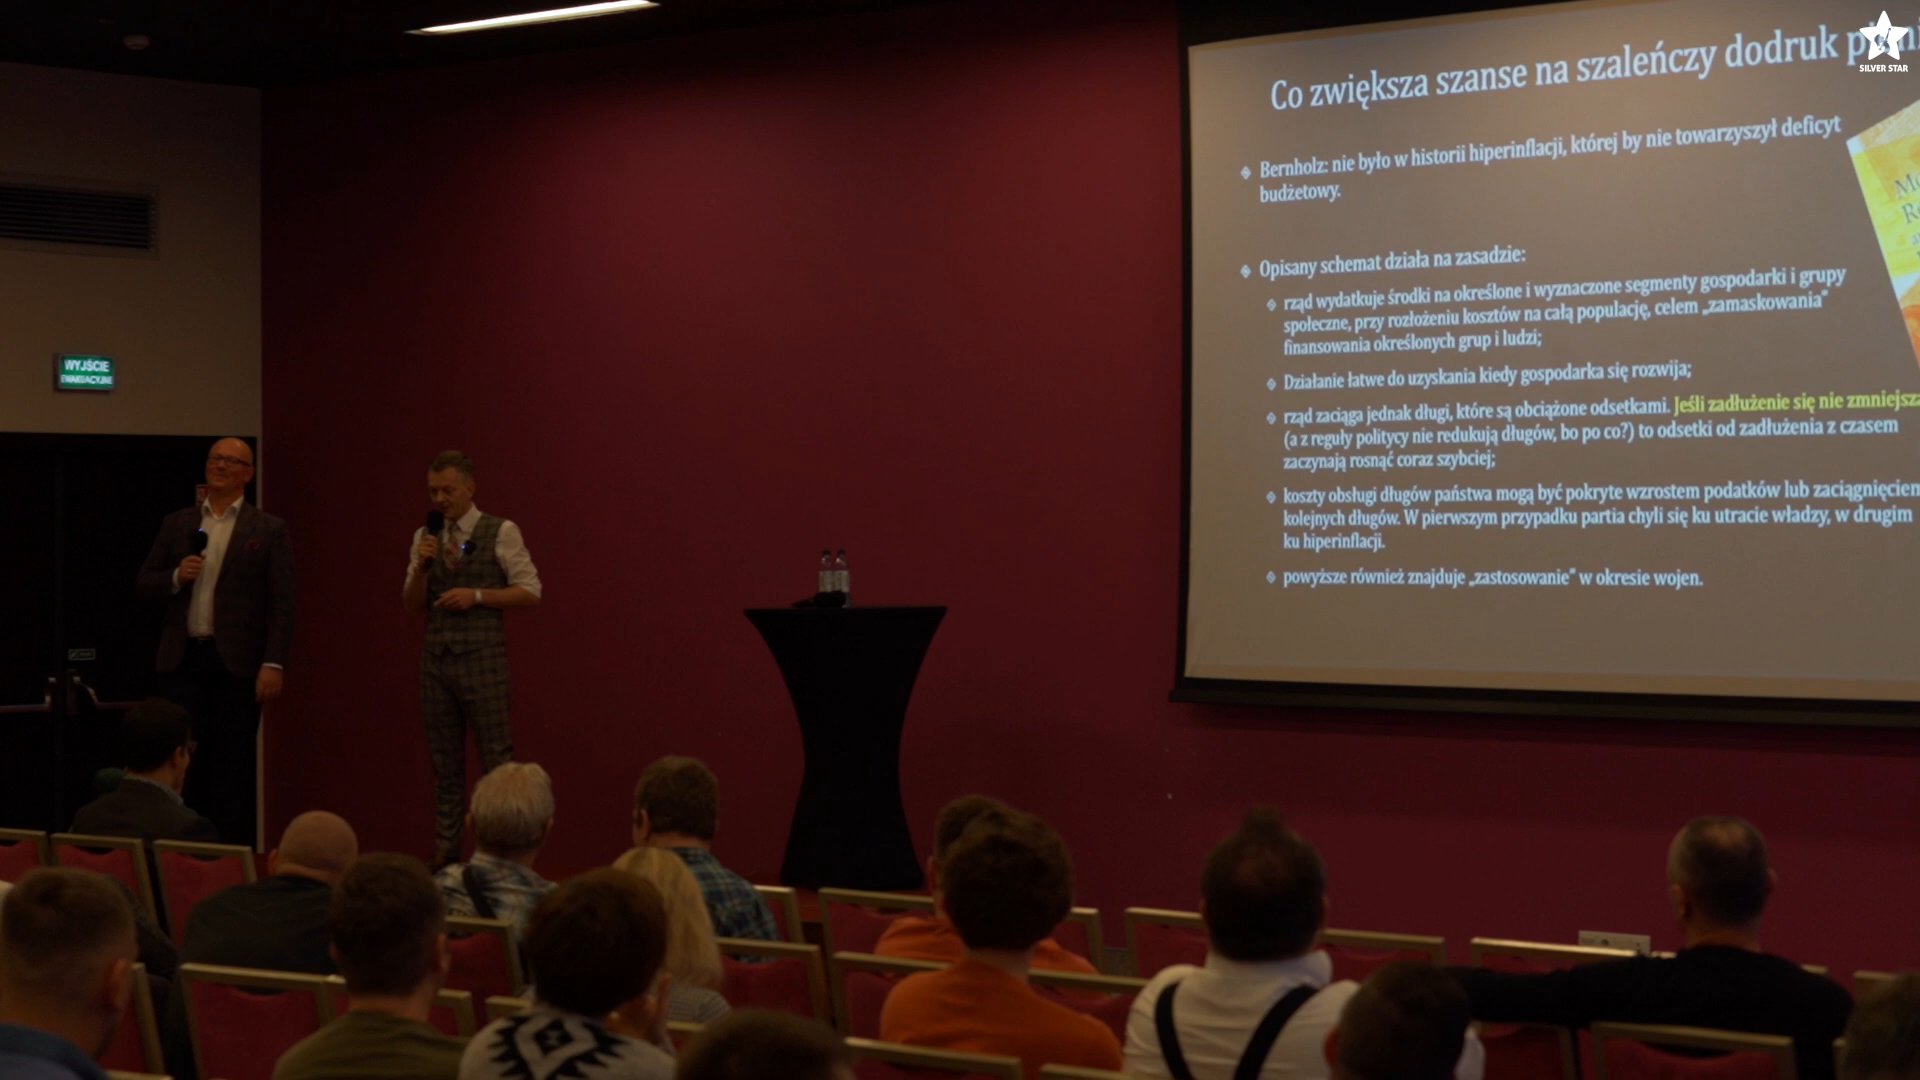 SILVER STAR
Co zwiększa szanse na szaleńczy dodruk
Bernholz: nie było w historii hiperinflacji, której by nie towarzyszył deficyt
budżetowy.
Opisany schemat działa na zasadzie:
rząd wydatkuje środki na określone i wyznaczone segmenty gospodarki i grupy
społeczne, przy rozłożeniu kosztów na całą populację, celem „zamaskowania”
finansowania określonych grup i ludzi;
Działanie łatwe do uzyskania kiedy gospodarka się rozwija;
rząd zaciąga jednak długi, które są obciążone odsetkami. Jeśli zadłużenie się nie zmniejsza
(a z reguły politycy nie redukują długów, bo po co?) to odsetki od zadłużenia z czasem
zaczynają rosnąć coraz szybciej;
koszty obsługi długów państwa mogą być pokryte wzrostem podatków lub zaciągnięciem
kolejnych długów. W pierwszym przypadku partia chyli się ku utracie władzy, w drugim
ku hiperinflacji.
powyższe również znajduje „zastosowanie” w okresie wojen.
WYJŚCIE
EWAKUACYJNE